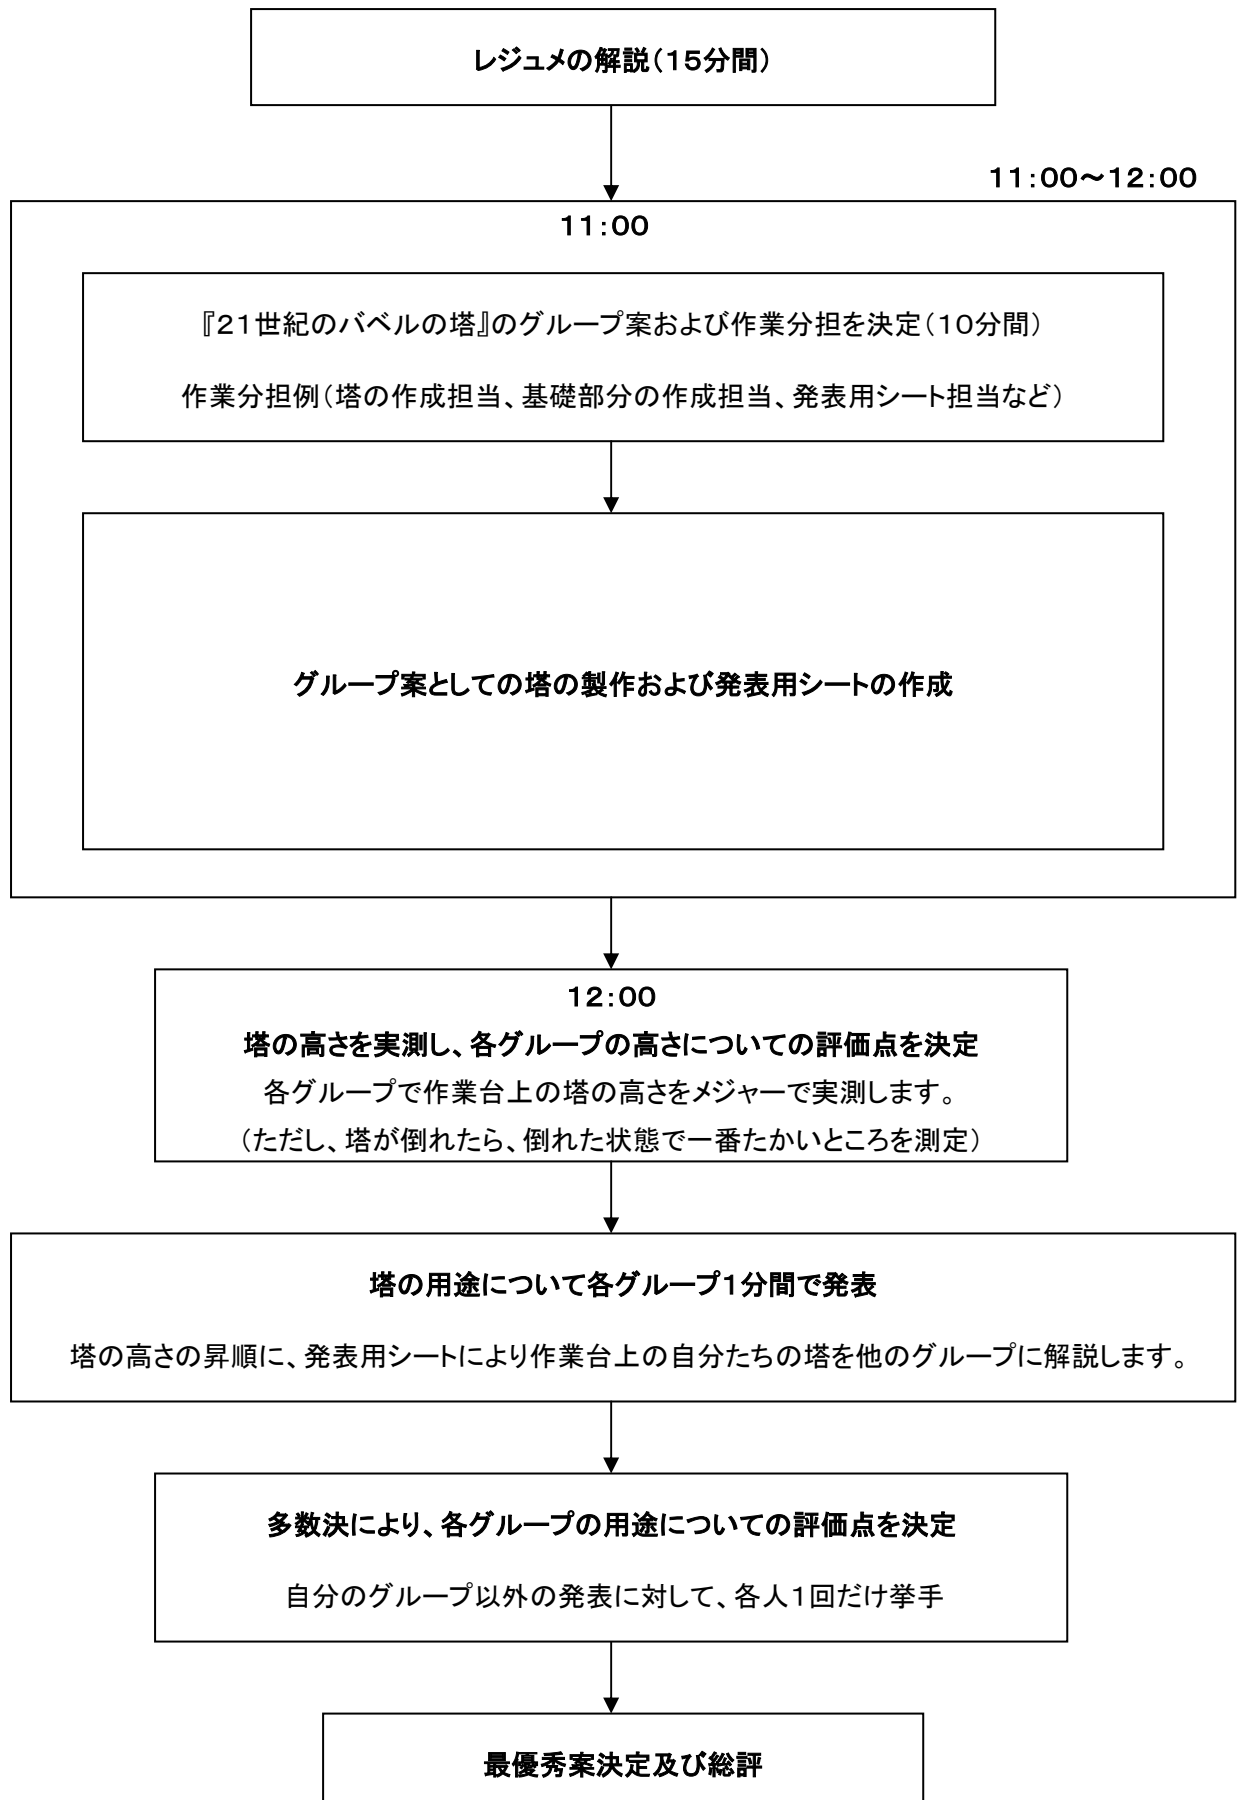 レジュメの解説(15分間)
11:00~12:00
11:00
『21世紀のバベルの塔』のグループ案および作業分担を決定(10分間)
作業分担例(塔の作成担当、基礎部分の作成担当、発表用シート担当など)
グループ案としての塔の製作および発表用シートの作成
12:00
塔の高さを実測し、各グループの高さについての評価点を決定
各グループで作業台上の塔の高さをメジャーで実測します。
(ただし、塔が倒れたら、倒れた状態で一番たかいところを測定)
塔の用途について各グループ1分間で発表
塔の高さの昇順に、発表用シートにより作業台上の自分たちの塔を他のグループに解説します。
多数決により、各グループの用途についての評価点を決定
自分のグループ以外の発表に対して、各人1回だけ挙手
最優秀案決定及び総評